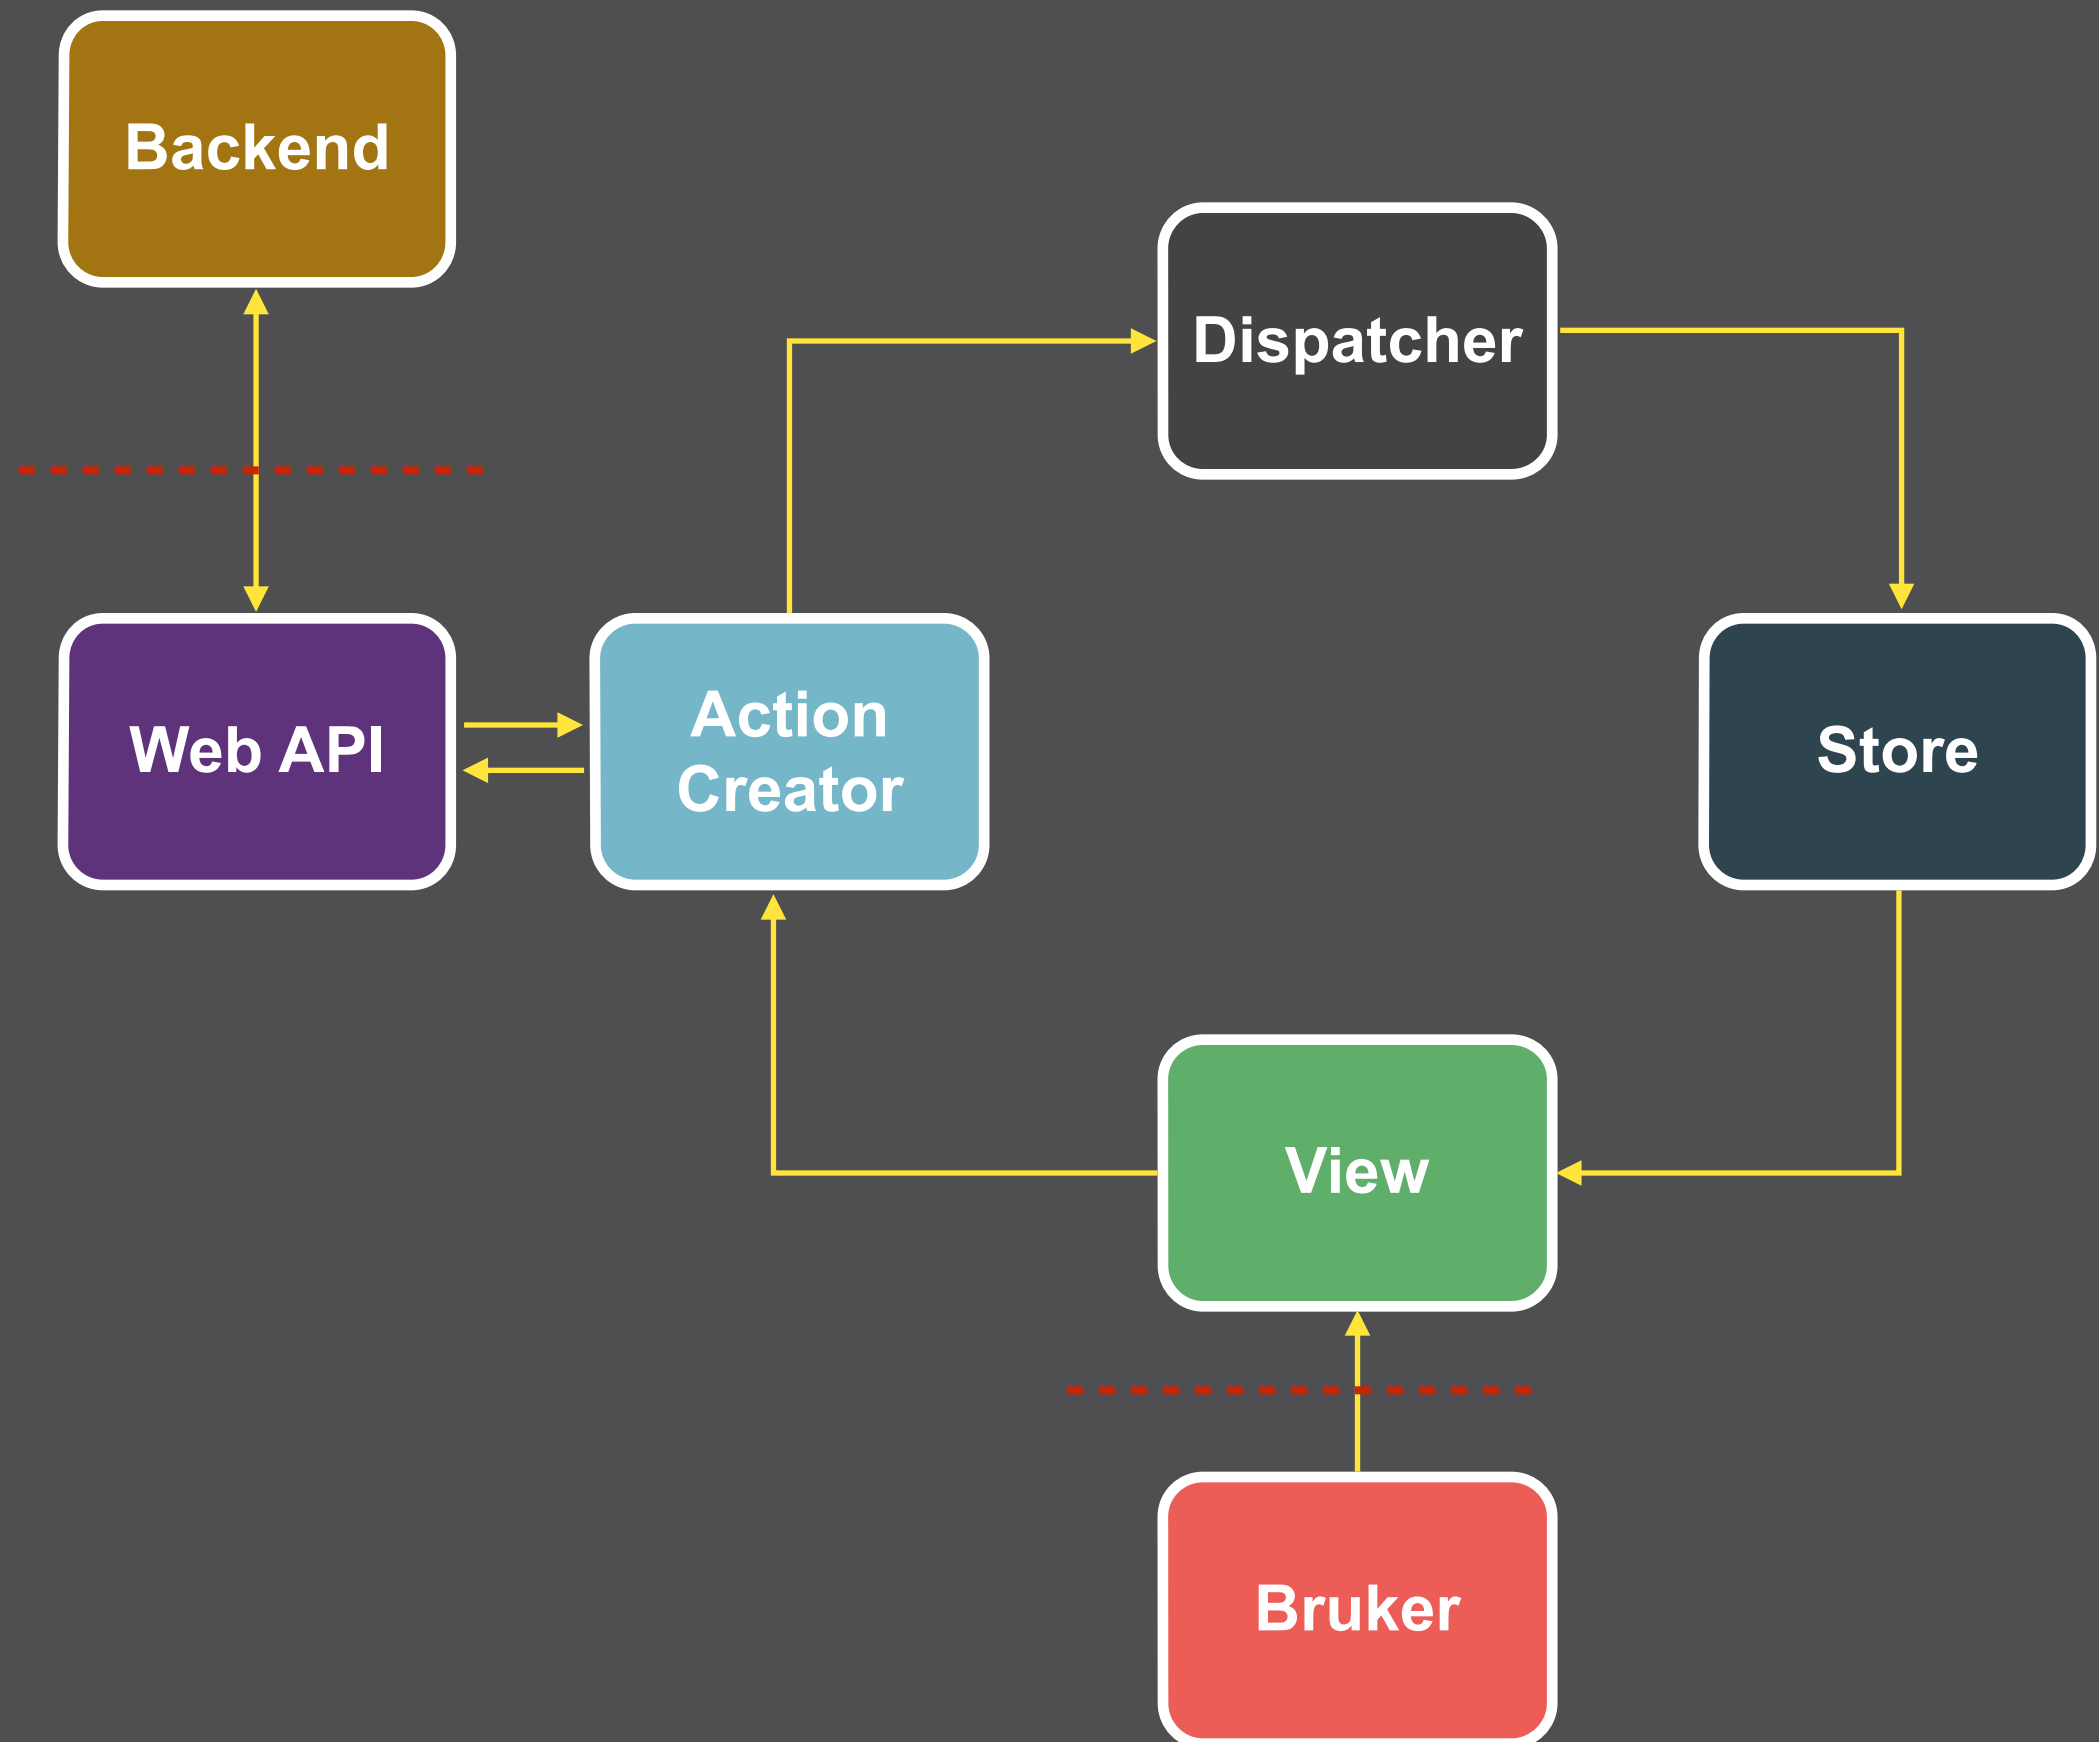 Backend
Dispatcher
Web API
Action
Creator
Store
View
Bruker